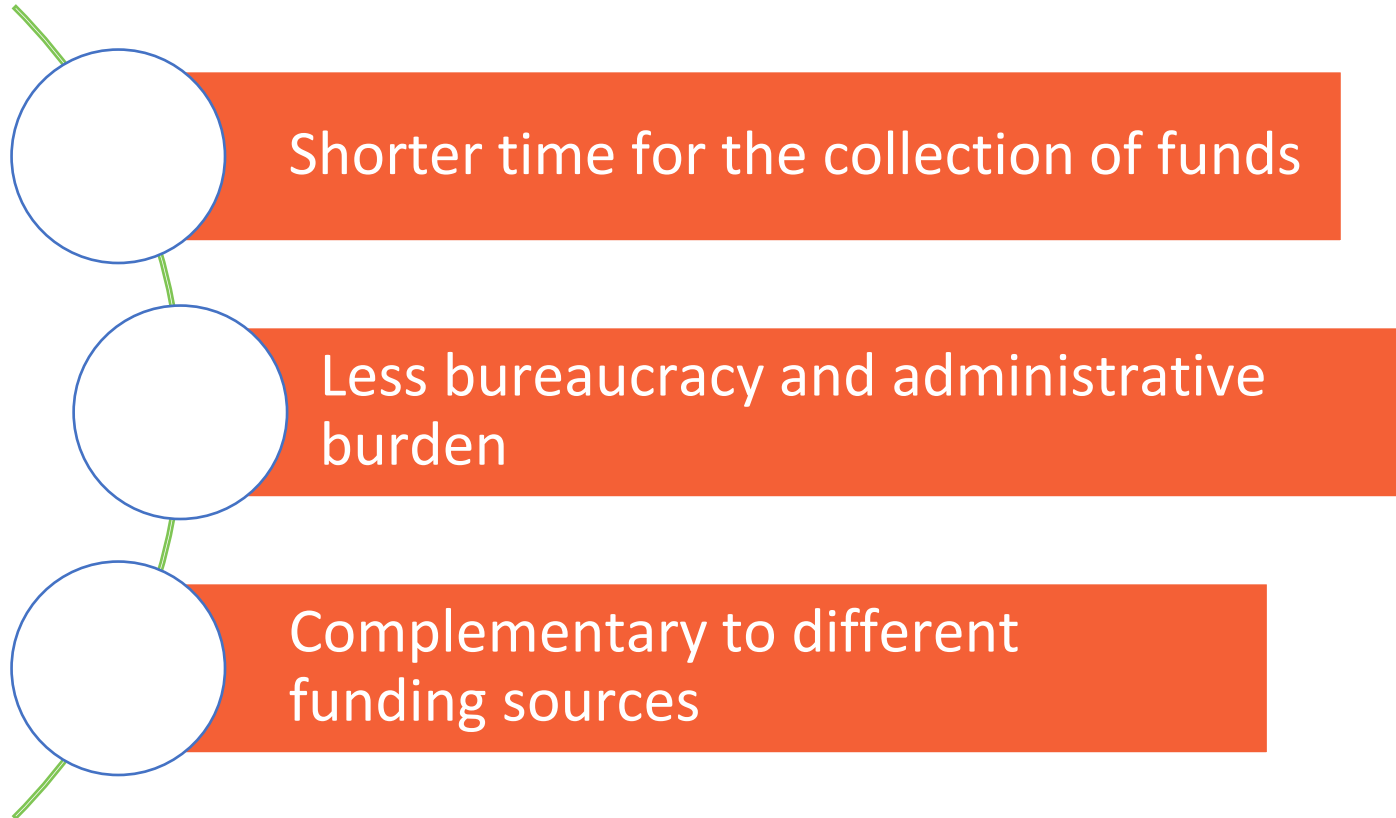 Shorter time for the collection of funds
Less bureaucracy and administrative
burden
Complementary to different
funding sources